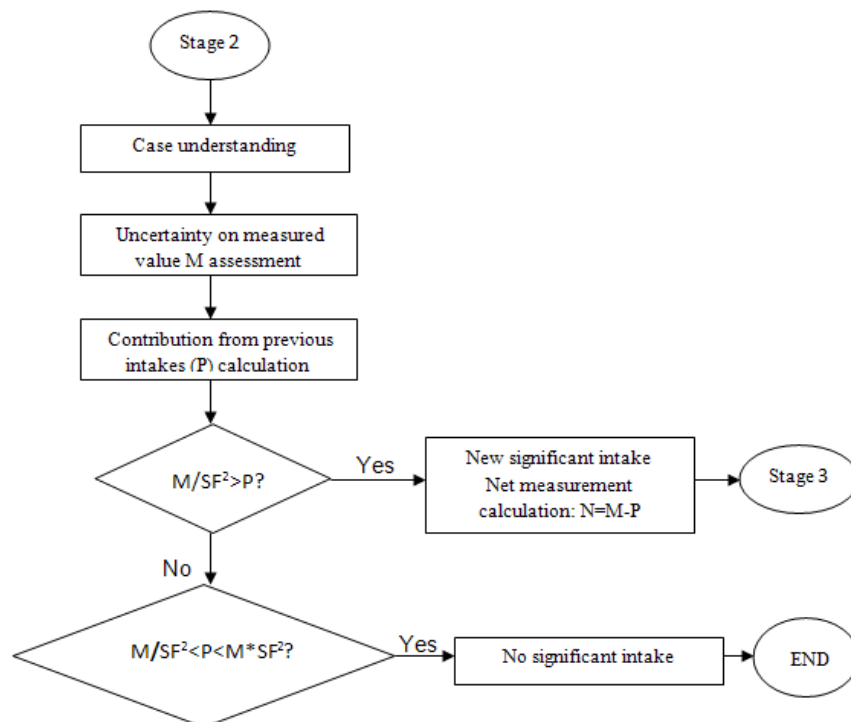 Stage 2
Case understanding
Uncertainty on measured
value M assessment
Contribution from previous
intakes (P) calculation
M/SF²>P?
Yes
New significant intake
Net measurement
calculation: N=M-P
Stage 3
No
M/SF²<P<M*SF²?
Yes
No significant intake
END